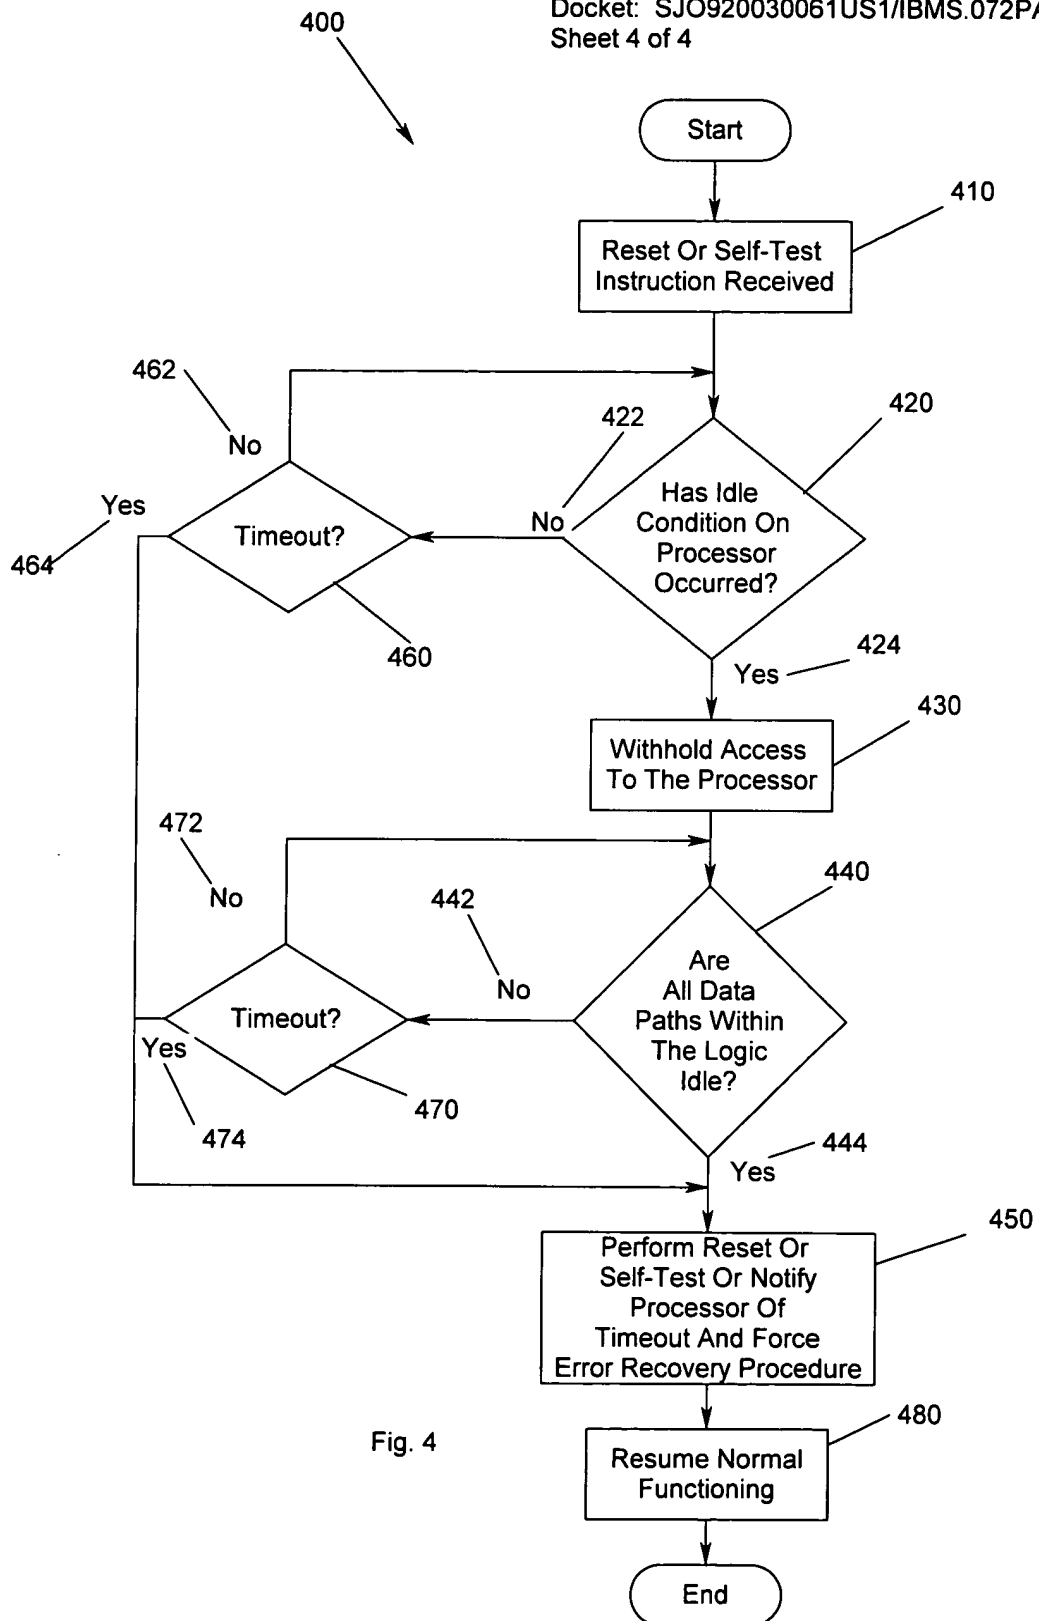 Docket: SJO920030061US1/IBMS.072PA
Sheet 4 of 4
400
Start
410
Reset Or Self-Test
Instruction Received
462
No
422
420
Yes
464
Timeout?
No
Has Idle
Condition On
Processor
Occurred?
460
Yes
424
430
Withhold Access
To The Processor
472
No
442
No
440
Are
All Data
Paths Within
The Logic
Idle?
Timeout?
Yes
470
474
444
Yes
450
Perform Reset Or
Self-Test Or Notify
Processor Of
Timeout And Force
Error Recovery Procedure
480
Fig. 4
Resume Normal
Functioning
End